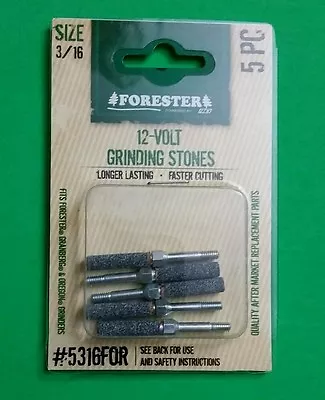 SIZE
3/16
5 PC
FORESTER
12-VOLT
GRINDING STONES
LONGER LASTING - FASTER CUTTING
FITS FORESTER® GRANBERG® & OREGON® GRINDERS
QUALITY AFTER MARKET REPLACEMENT PARTS
#5316FOR
SEE BACK FOR USE
AND SAFETY INSTRUCTIONS